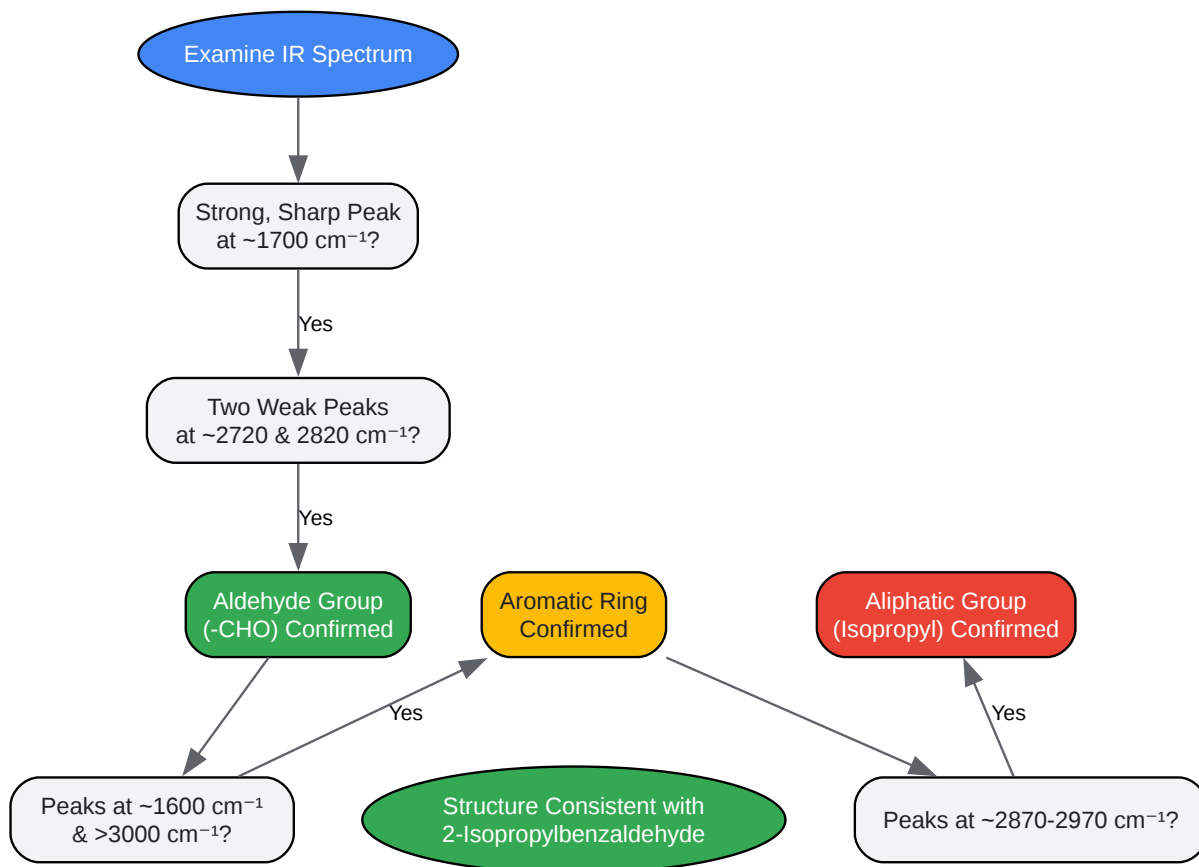 Examine IR Spectrum
Strong, Sharp Peak
at ~1700 cm⁻¹?
Yes
Two Weak Peaks
at ~2720 & 2820 cm⁻¹?
Yes
Aldehyde Group
(-CHO) Confirmed
Aromatic Ring
Confirmed
Aliphatic Group
(Isopropyl) Confirmed
Yes
Yes
Peaks at ~1600 cm⁻¹
& >3000 cm⁻¹?
Structure Consistent with
2-Isopropylbenzaldehyde
Peaks at ~2870-2970 cm⁻¹?